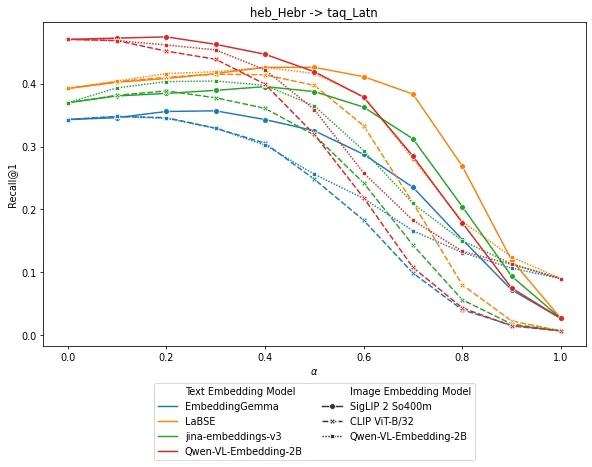 heb_Hebr -> taq_Latn
Recall@1
0.4
0.3
0.2
0.1
0.0
0.0 0.2 0.4 0.6 0.8 1.0
α
Text Embedding Model Image Embedding Model
EmbeddingGemma SigLIP 2 So400m
LaBSE CLIP ViT-B/32
jina-embeddings-v3 Qwen-VL-Embedding-2B
Qwen-VL-Embedding-2B